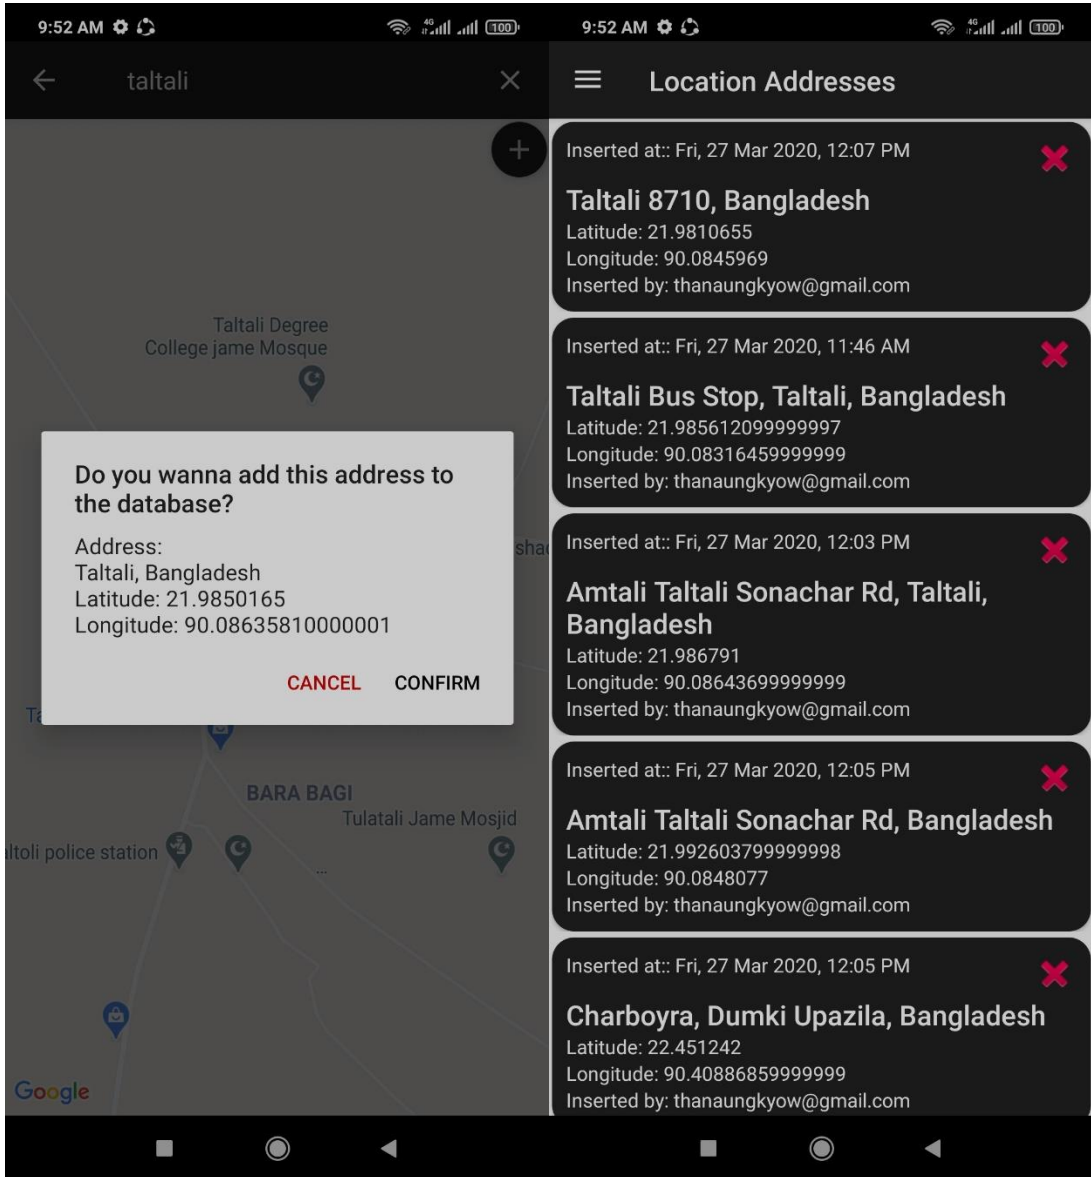 9:52 AM
4G
100
taltali
Taltali Degree
College jame Mosque
Do you wanna add this address to
the database?
Address:
Taltali, Bangladesh
Latitude: 21.9850165
Longitude: 90.08635810000001
CANCEL CONFIRM
BARA BAGI
Tulatali Jame Mosjid
ltoli police station
...
Google
9:52 AM
4G
100
Location Addresses
Inserted at:: Fri, 27 Mar 2020, 12:07 PM
Taltali 8710, Bangladesh
Latitude: 21.9810655
Longitude: 90.0845969
Inserted by: thanaungkyow@gmail.com
Inserted at:: Fri, 27 Mar 2020, 11:46 AM
Taltali Bus Stop, Taltali, Bangladesh
Latitude: 21.985612099999997
Longitude: 90.08316459999999
Inserted by: thanaungkyow@gmail.com
Inserted at:: Fri, 27 Mar 2020, 12:03 PM
Amtali Taltali Sonachar Rd, Taltali,
Bangladesh
Latitude: 21.986791
Longitude: 90.08643699999999
Inserted by: thanaungkyow@gmail.com
Inserted at:: Fri, 27 Mar 2020, 12:05 PM
Amtali Taltali Sonachar Rd, Bangladesh
Latitude: 21.992603799999998
Longitude: 90.0848077
Inserted by: thanaungkyow@gmail.com
Inserted at:: Fri, 27 Mar 2020, 12:05 PM
Charboyra, Dumki Upazila, Bangladesh
Latitude: 22.451242
Longitude: 90.40886859999999
Inserted by: thanaungkyow@gmail.com